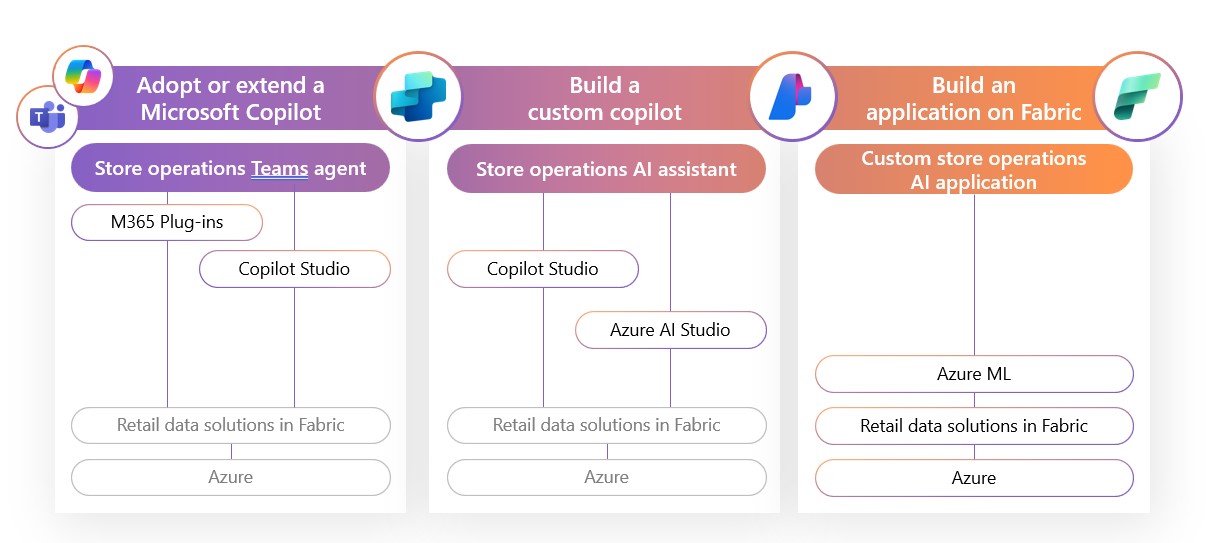 Adopt or extend a
Microsoft Copilot
Build a
custom copilot
Build an
application on Fabric
T
Store operations Teams agent
M365 Plug-ins
Copilot Studio
Retail data solutions in Fabric
Azure
Store operations AI assistant
Copilot Studio
Azure AI Studio
Retail data solutions in Fabric
Azure
Custom store operations
AI application
Azure ML
Retail data solutions in Fabric
Azure